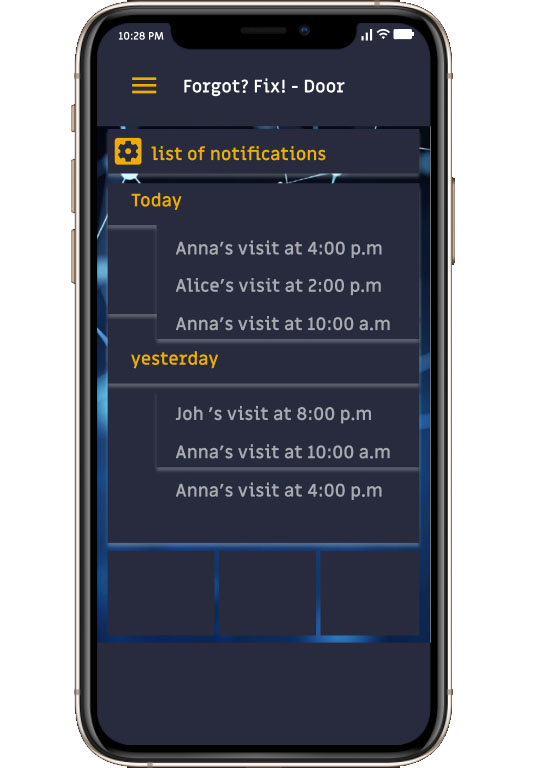 10:28 PM
Forgot? Fix! - Door
list of notifications
Today
Anna's visit at 4:00 p.m
Alice's visit at 2:00 p.m
Anna's visit at 10:00 a.m
yesterday
Joh 's visit at 8:00 p.m
Anna's visit at 10:00 a.m
Anna's visit at 4:00 p.m